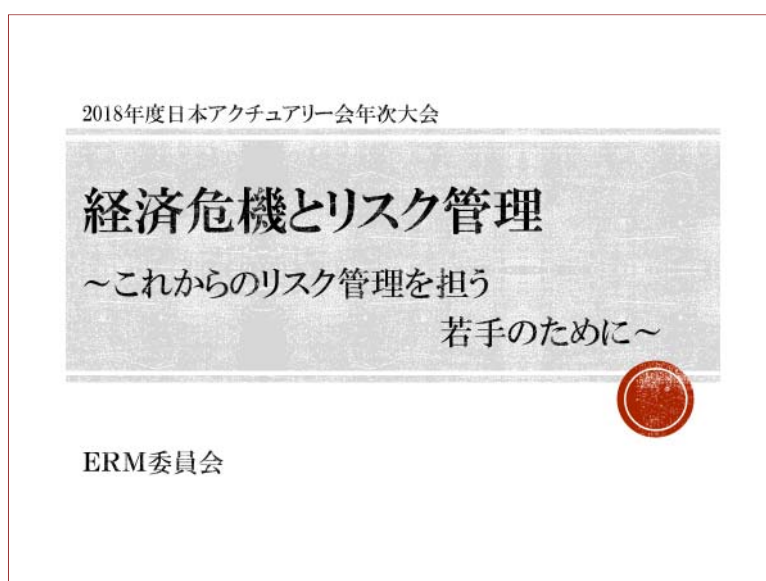 2018年度日本アクチュアリー会年次大会
経済危機とリスク管理
～これからのリスク管理を担う
若手のために～
ERM委員会